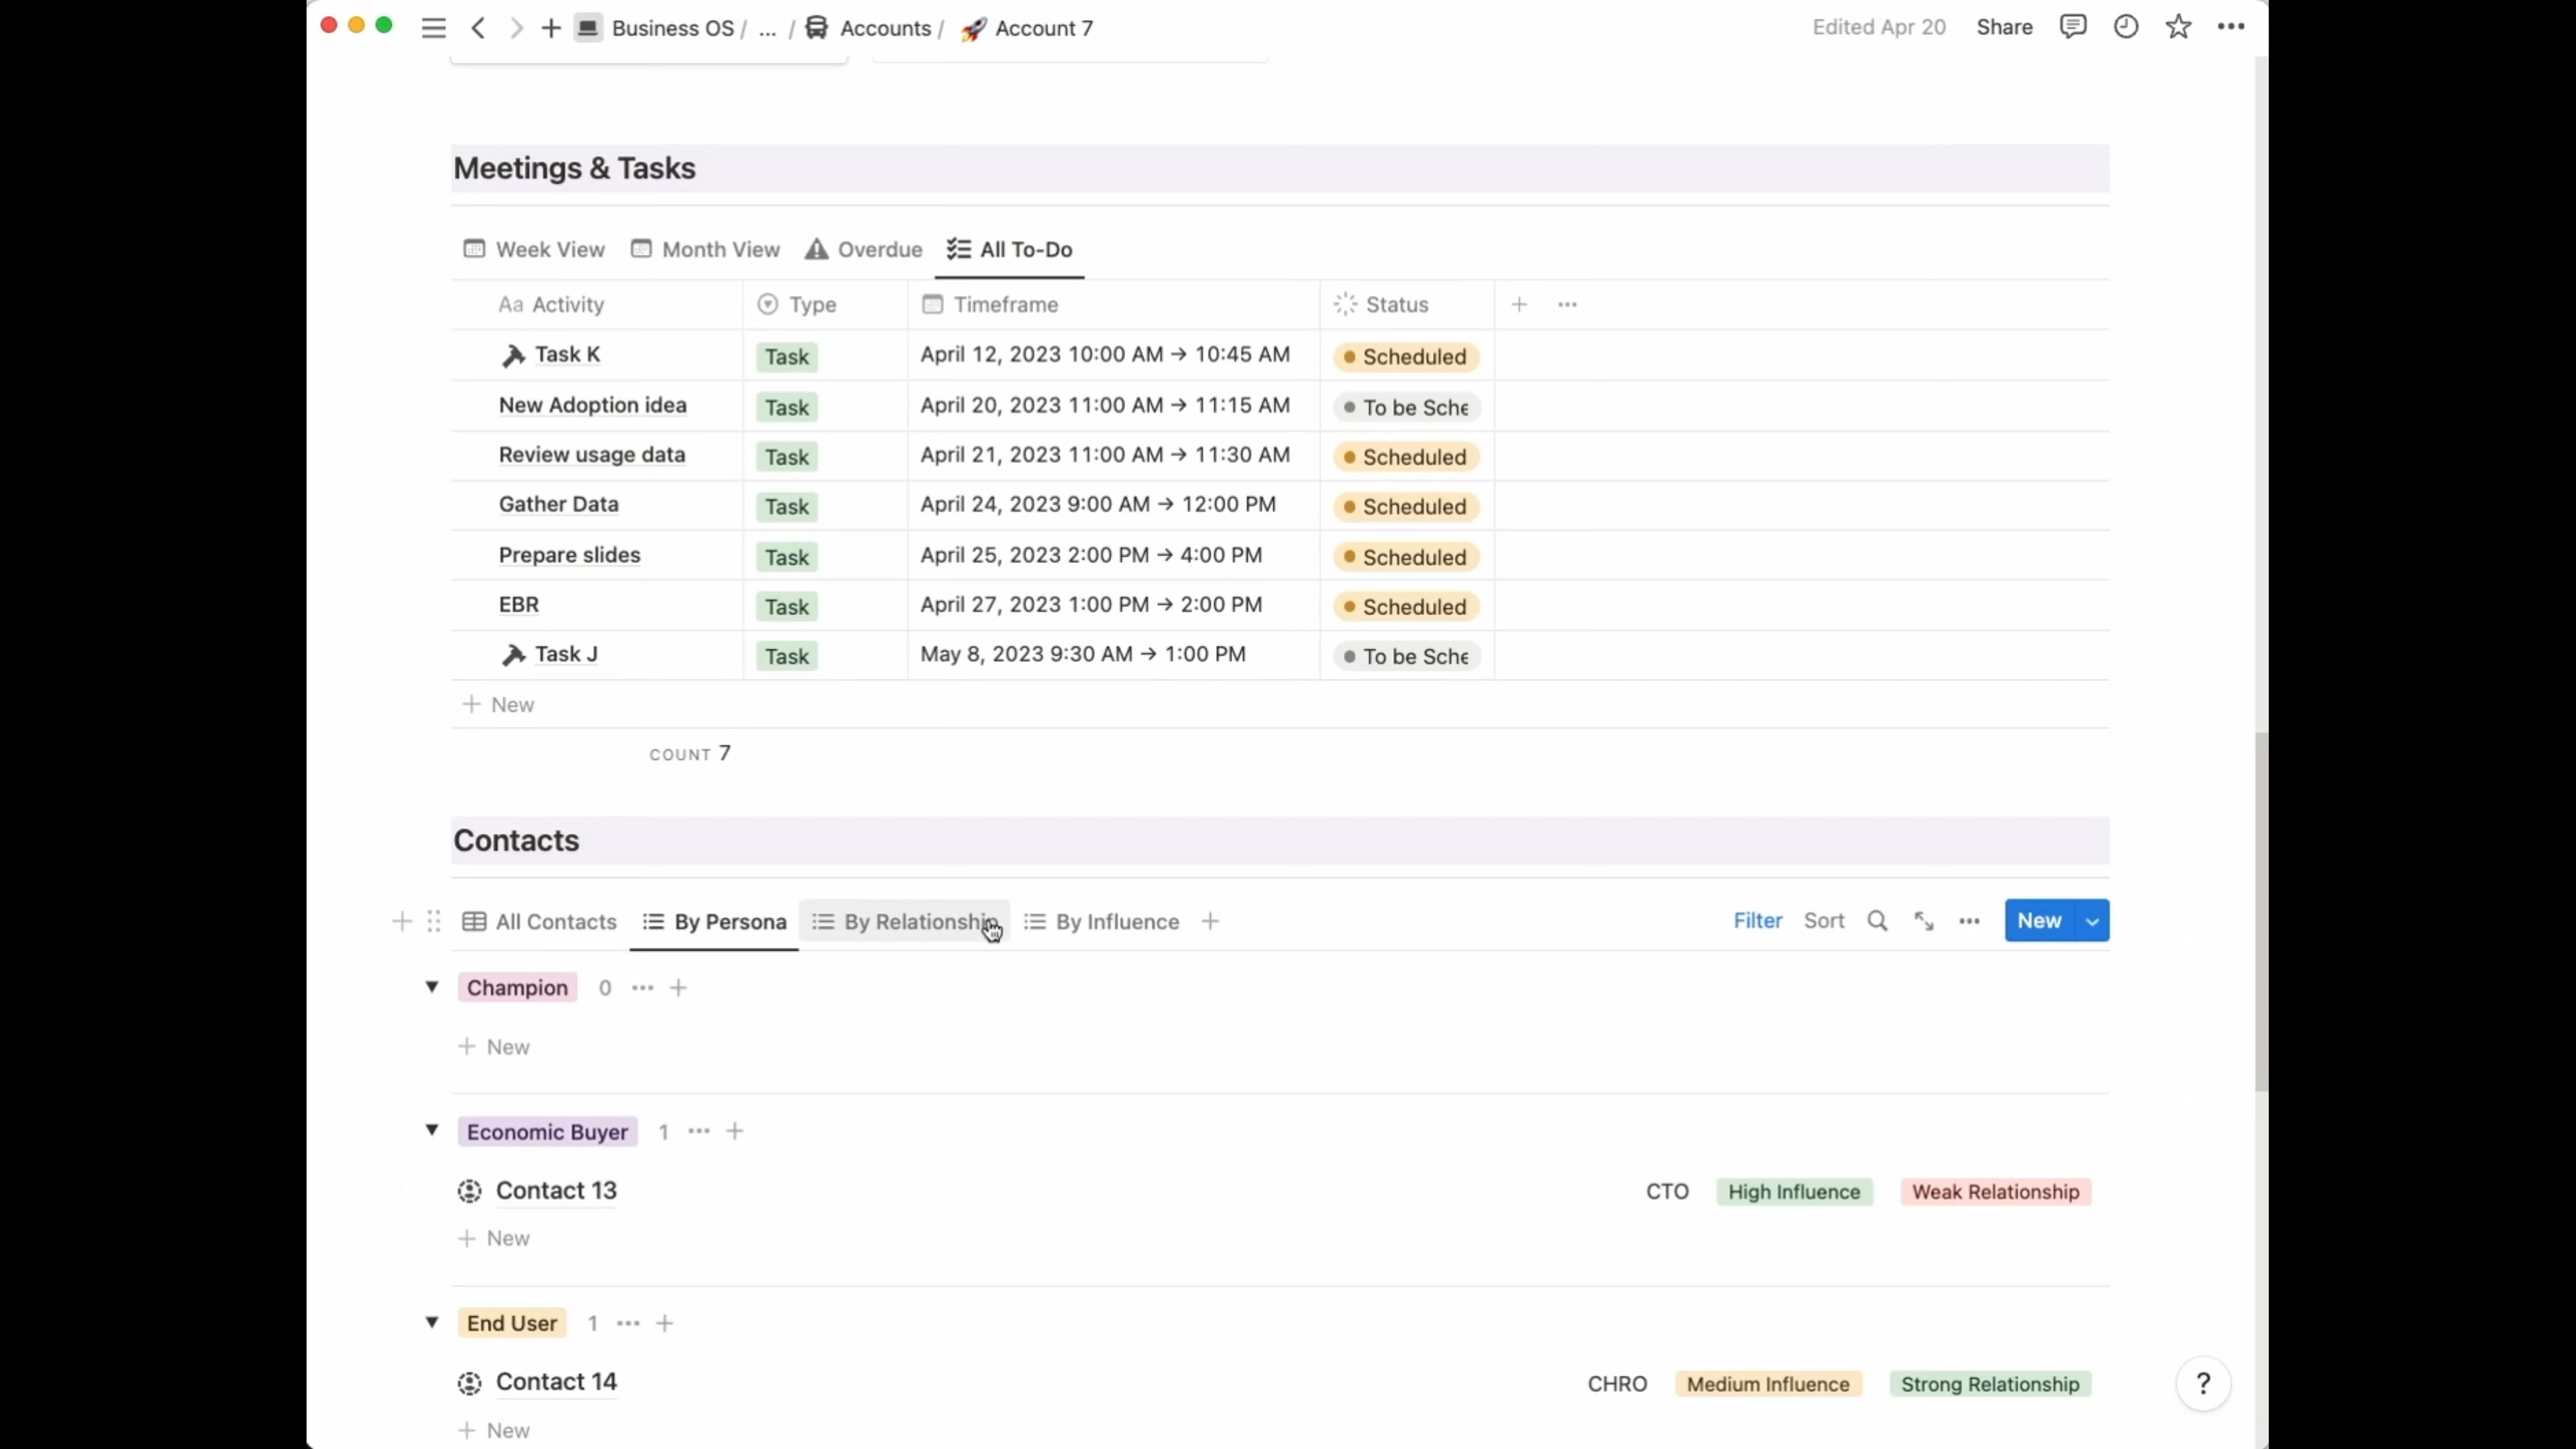 Business OS / ... / Accounts / Account 7
Edited Apr 20 Share
Meetings & Tasks
Week View Month View Overdue All To-Do
Aa Activity Type Timeframe Status
Task K Task April 12, 2023 10:00 AM → 10:45 AM Scheduled
New Adoption idea Task April 20, 2023 11:00 AM → 11:15 AM To be Sche
Review usage data Task April 21, 2023 11:00 AM → 11:30 AM Scheduled
Gather Data Task April 24, 2023 9:00 AM → 12:00 PM Scheduled
Prepare slides Task April 25, 2023 2:00 PM → 4:00 PM Scheduled
EBR Task April 27, 2023 1:00 PM → 2:00 PM Scheduled
Task J Task May 8, 2023 9:30 AM → 1:00 PM To be Sche
+ New
COUNT 7
Contacts
All Contacts By Persona By Relationship By Influence +
Filter Sort New
Champion 0 ... +
+ New
Economic Buyer 1 ... +
Contact 13 CTO High Influence Weak Relationship
+ New
End User 1 ... +
Contact 14 CHRO Medium Influence Strong Relationship
+ New
?